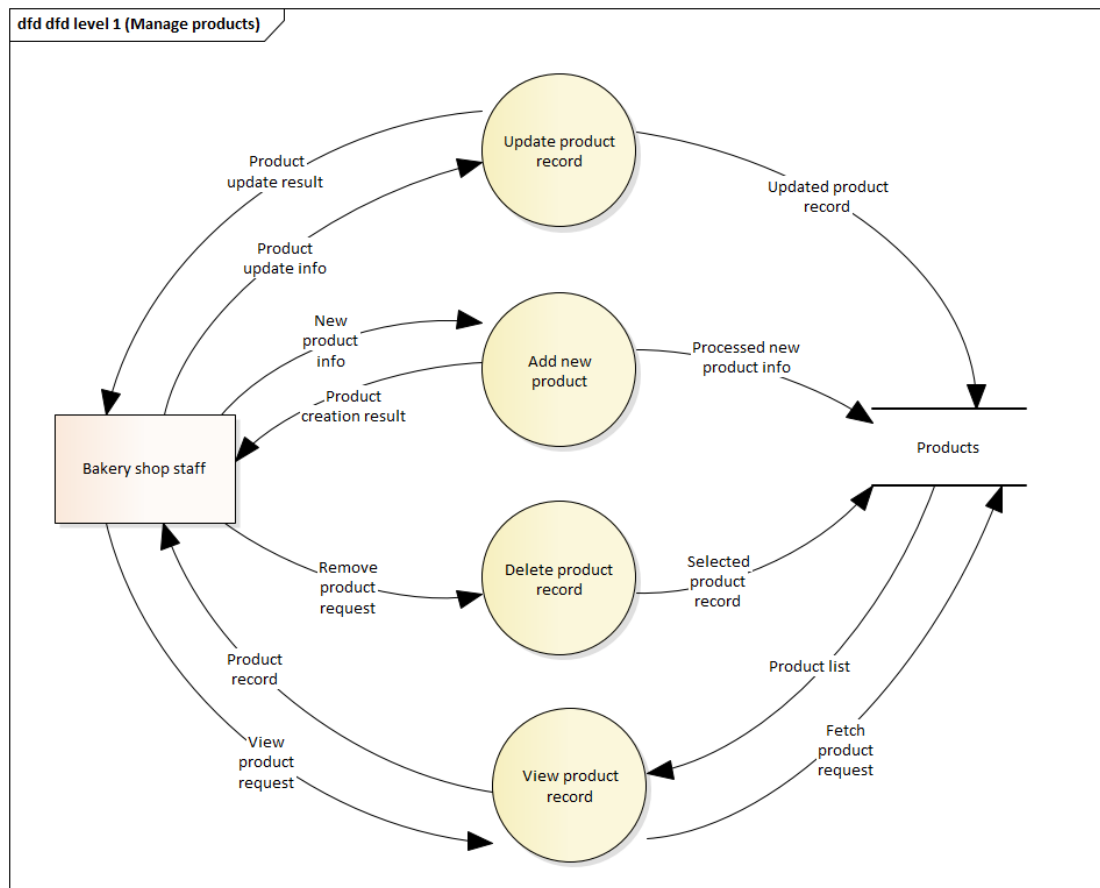 dfd dfd level 1 (Manage products)
Update product
record
Product
update result
Updated product
record
Product
update info
New
product
info
Add new
product
Processed new
product info
Product
creation result
Bakery shop staff
Products
Remove
product
request
Delete product
record
Selected
product
record
Product
record
Product list
View
product
request
View product
record
Fetch
product
request